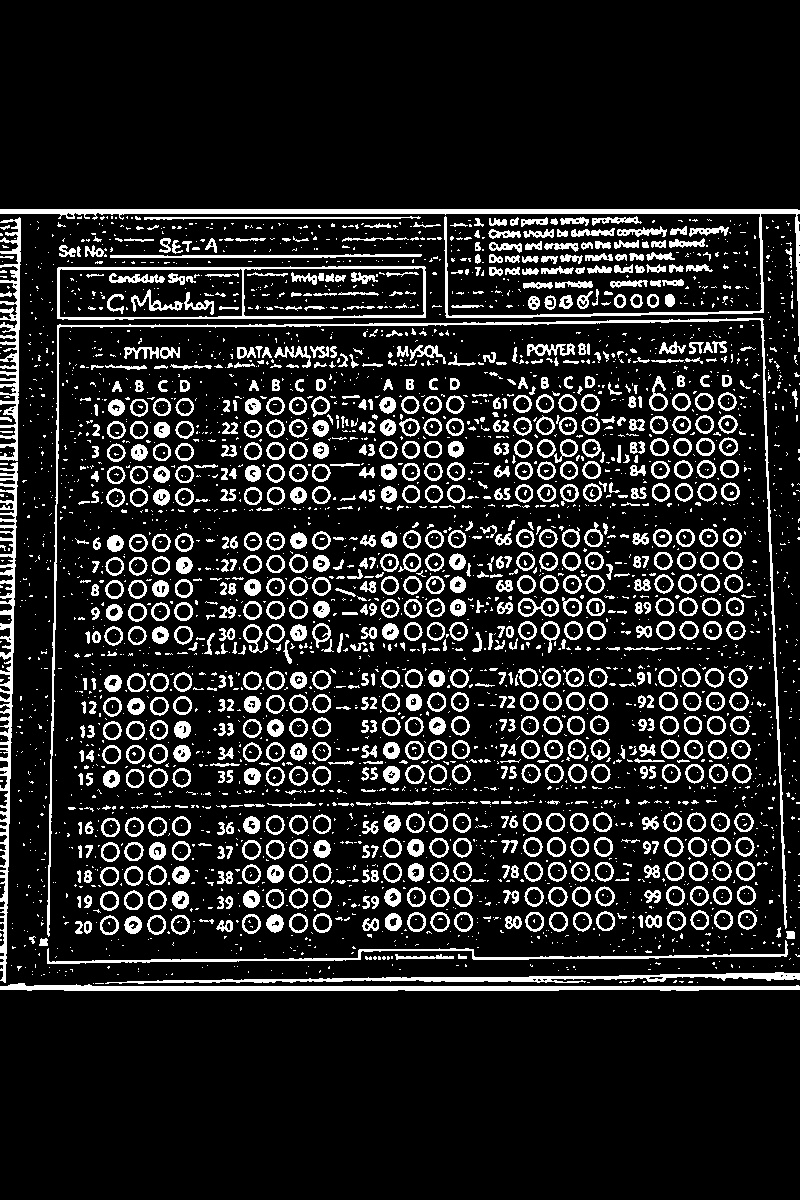 3. Use of pencil is strictly prohibited.
4. Circles should be darkened completely and properly.
5. Cutting and erasing on this sheet is not allowed.
6. Do not use any stray marks on the sheet.
7. Do not use marker or white fluid to hide the mark.
WRONG METHODS CORRECT METHOD
Set No: SET-A
Candidate Sign: Invigilator Sign:
G. Manohar
PYTHON DATA ANALYSIS MySQL POWER BI Adv STATS
A B C D A B C D A B C D A B C D A B C D
1 21 41 61 81
2 22 42 62 82
3 23 43 63 83
4 24 44 64 84
5 25 45 65 85
6 26 46 66 86
7 27 47 67 87
8 28 48 68 88
9 29 49 69 89
10 30 50 70 90
11 31 51 71 91
12 32 52 72 92
13 33 53 73 93
14 34 54 74 94
15 35 55 75 95
16 36 56 76 96
17 37 57 77 97
18 38 58 78 98
19 39 59 79 99
20 40 60 80 100